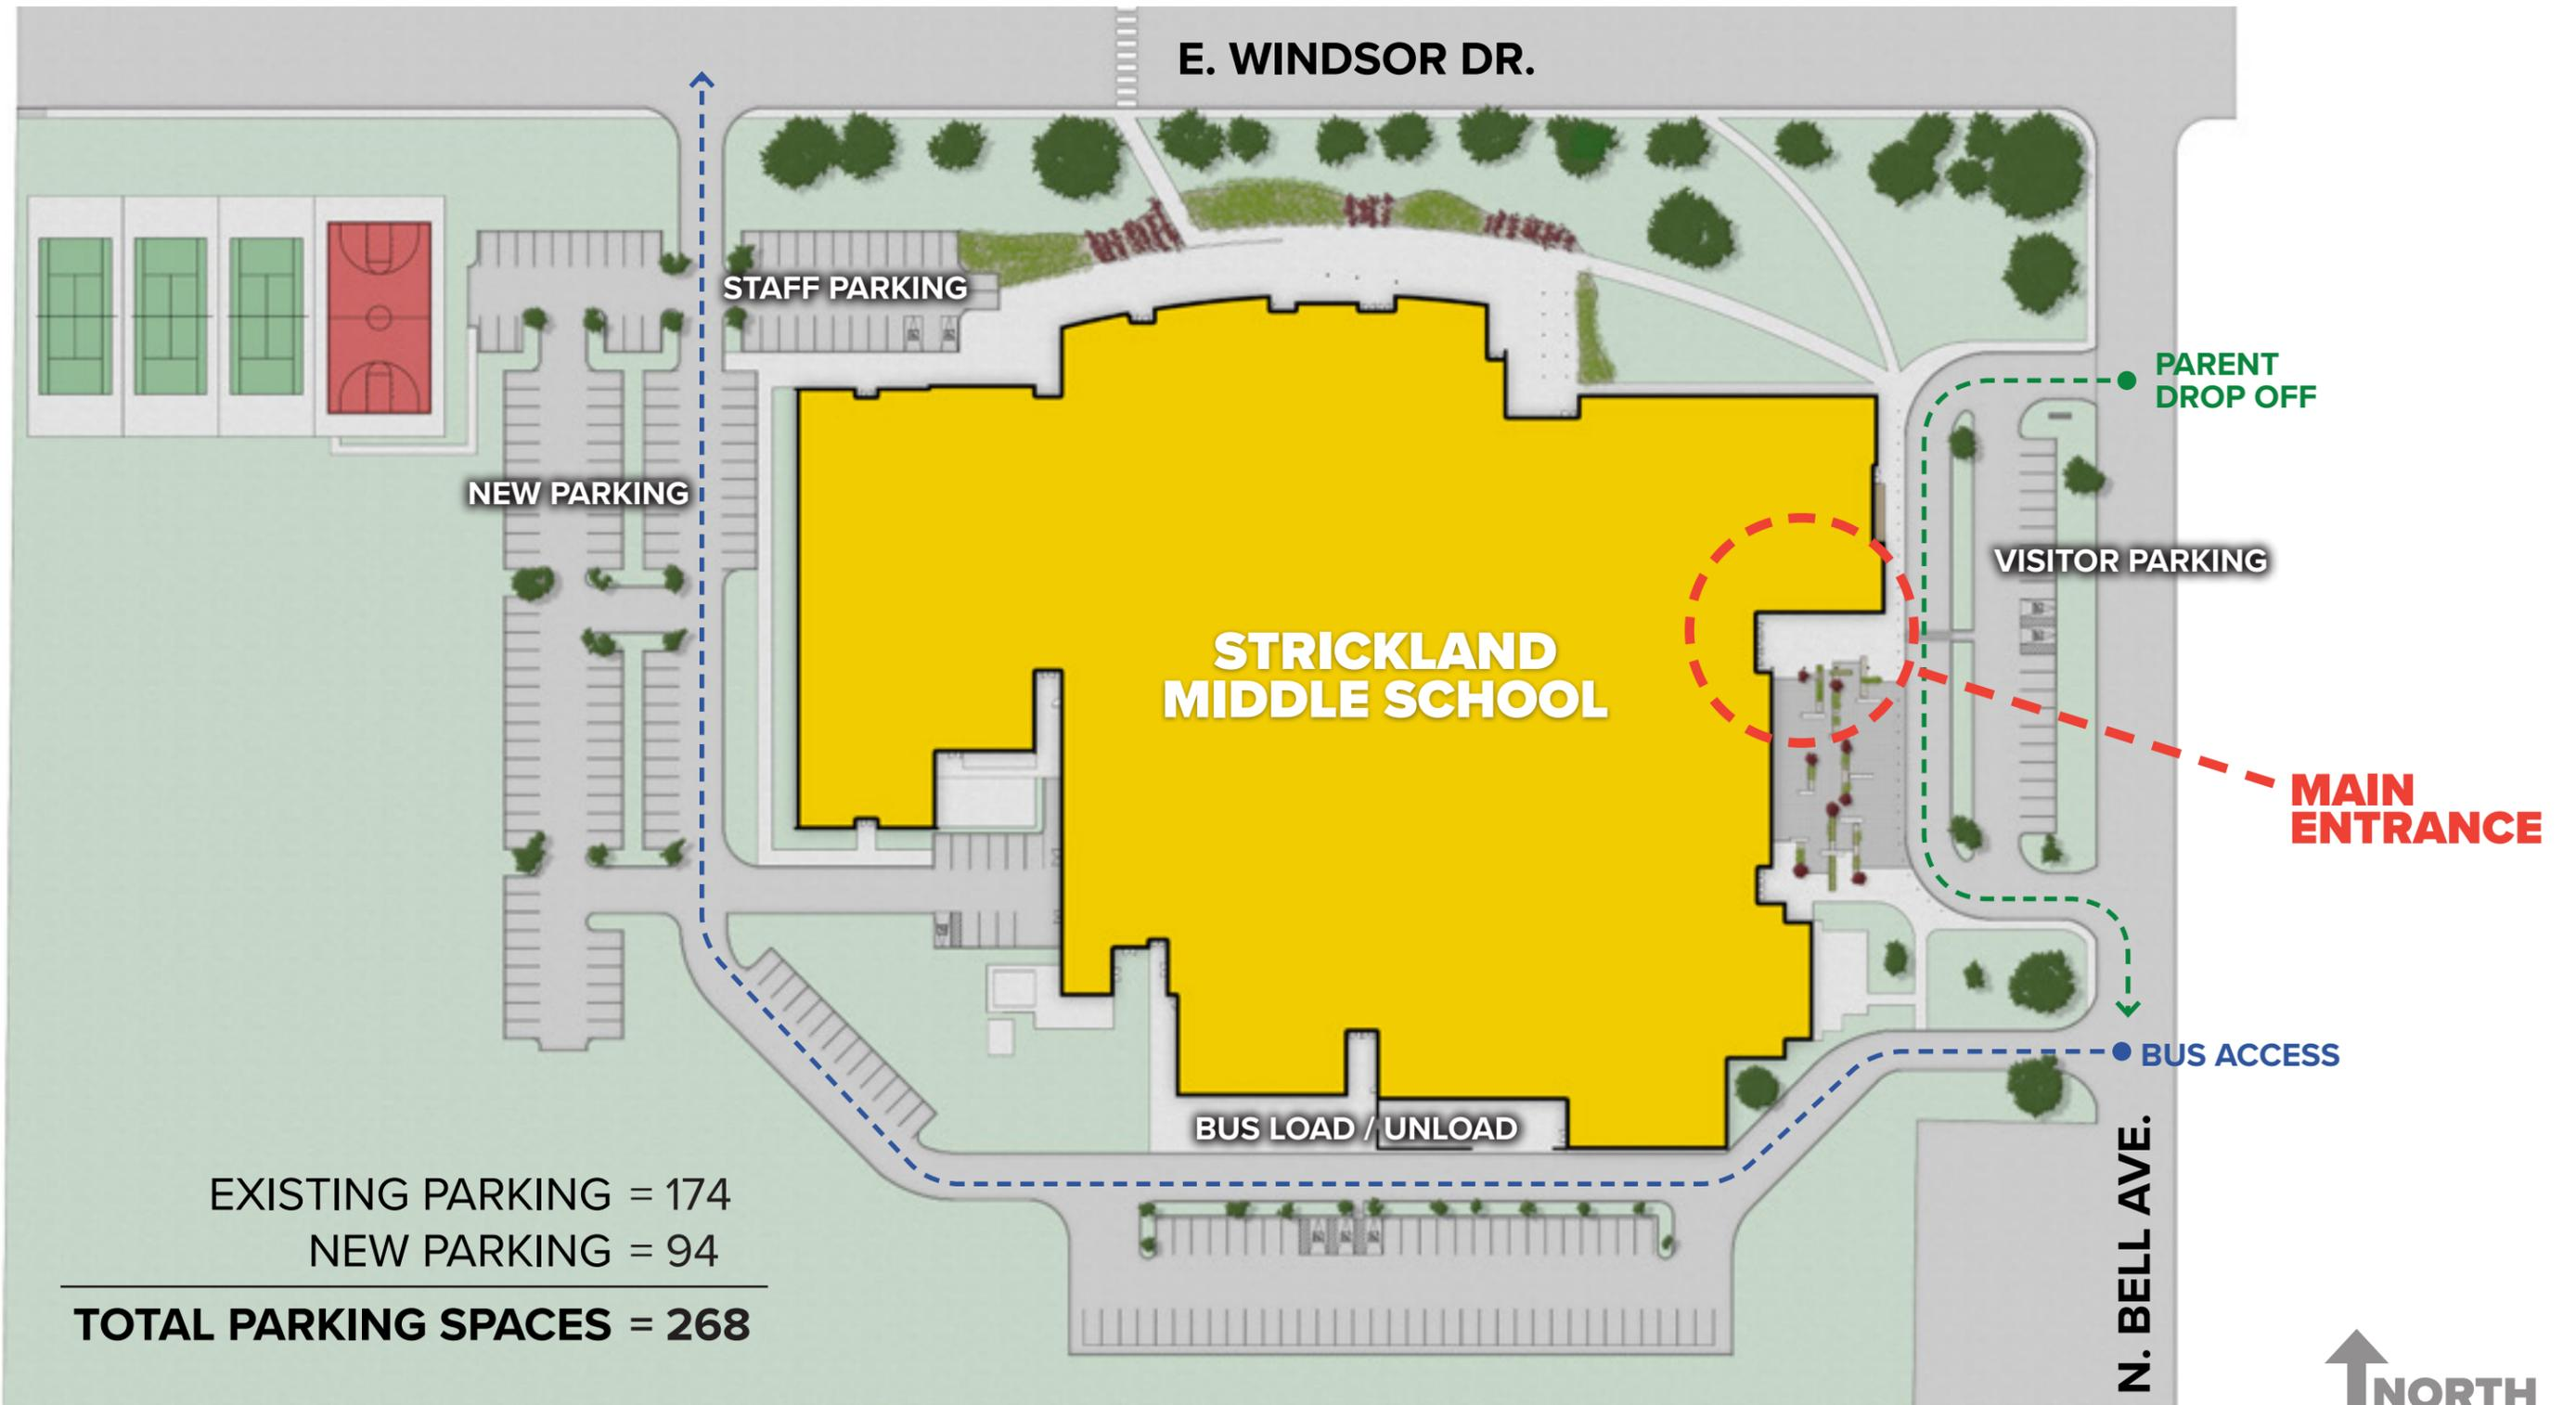 E. WINDSOR DR.
STAFF PARKING
PARENT
DROP OFF
NEW PARKING
VISITOR PARKING
STRICKLAND
MIDDLE SCHOOL
MAIN
ENTRANCE
BUS ACCESS
BUS LOAD / UNLOAD
N. BELL AVE.
EXISTING PARKING = 174
NEW PARKING = 94
TOTAL PARKING SPACES = 268
NORTH